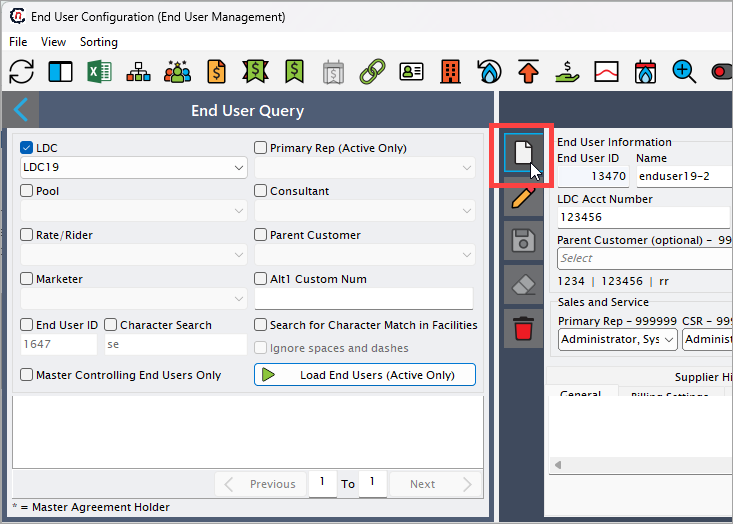 End User Configuration (End User Management)
File View Sorting
End User Query
LDC
LDC19
Primary Rep (Active Only)
Pool
Consultant
Rate/Rider
Parent Customer
Marketer
Alt1 Custom Num
End User ID
Character Search
Search for Character Match in Facilities
1647
se
Ignore spaces and dashes
Master Controlling End Users Only
Load End Users (Active Only)
Previous 1 To 1 Next
* = Master Agreement Holder
End User Information
End User ID Name
13470 enduser19-2
LDC Acct Number
123456
Parent Customer (optional) - 99
Select
1234 | 123456 | rr
Sales and Service
Primary Rep - 999999 CSR - 99
Administrator, Sys Administ
Supplier Hi
General Billing Settings